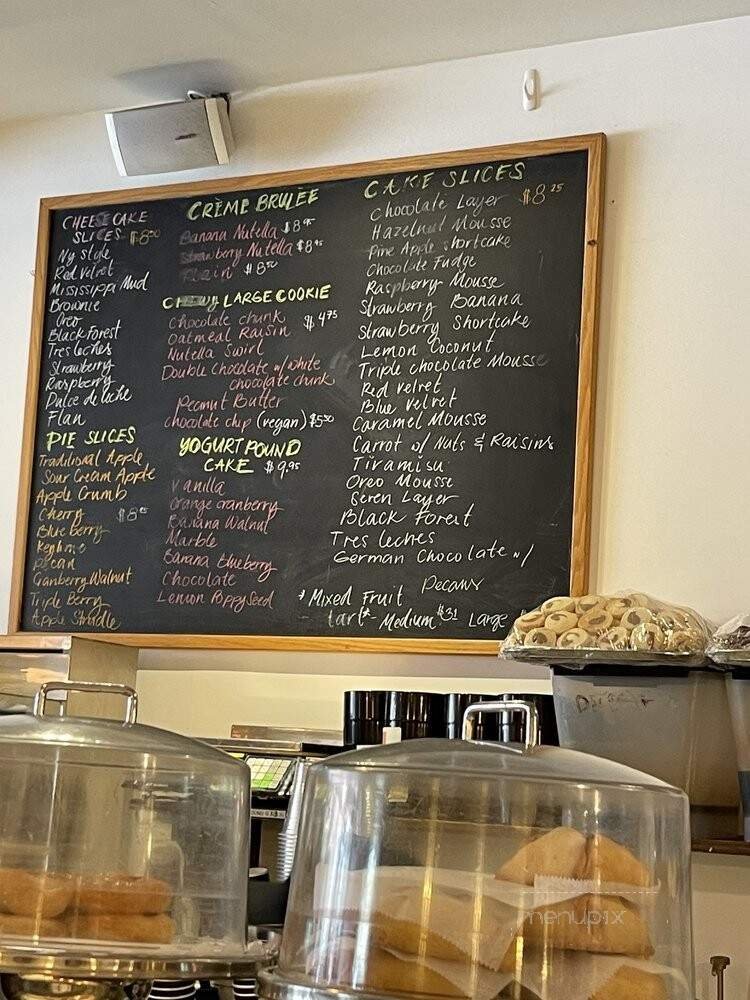 CHEESECAKE
SLICES $8.00
Ny style
Red velvet
Mississippi Mud
Brownie
Oreo
Black Forest
Tres leches
Strawberry
Raspberry
Dulce de leche
Flan
PIE SLICES
Traditional Apple
Sour Cream Apple
Apple Crumb
Cherry
Blueberry
Keylime
pecan
Cranberry Walnut
Triple Berry
Apple Strudle
CRÈME BRULÉE
Banana Nutella $8.95
Strawberry Nutella $8.95
Plain $8.50
CHEWY LARGE COOKIE
chocolate chunk $4.75
Oatmeal Raisin
Nutella Swirl
Double Chocolate w/ white
chocolate chunk
Peanut Butter
chocolate chip (vegan) $5.50
YOGURT POUND
CAKE $9.95
Vanilla
Orange cranberry
Banana Walnut
Marble
Banana blueberry
Chocolate
Lemon Poppy Seed
CAKE SLICES
Chocolate Layer $8.25
Hazelnut Mousse
Pine Apple shortcake
Chocolate Fudge
Raspberry Mousse
Strawberry Banana
Strawberry Shortcake
Lemon Coconut
Triple chocolate Mousse
Red velvet
Blue velvet
Caramel Mousse
Carrot w/ Nuts & Raisins
Tiramisu
Oreo Mousse
Seven Layer
Black Forest
Tres leches
German Chocolate w/
Pecans
* Mixed Fruit
tart* - Medium $31 Large
menupix